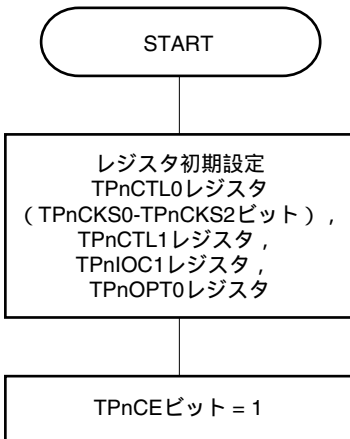 START
レジスタ初期設定
TPnCTL0レジスタ
（TPnCKS0-TPnCKS2ビット），
TPnCTL1レジスタ，
TPnIOC1レジスタ，
TPnOPT0レジスタ
TPnCEビット = 1